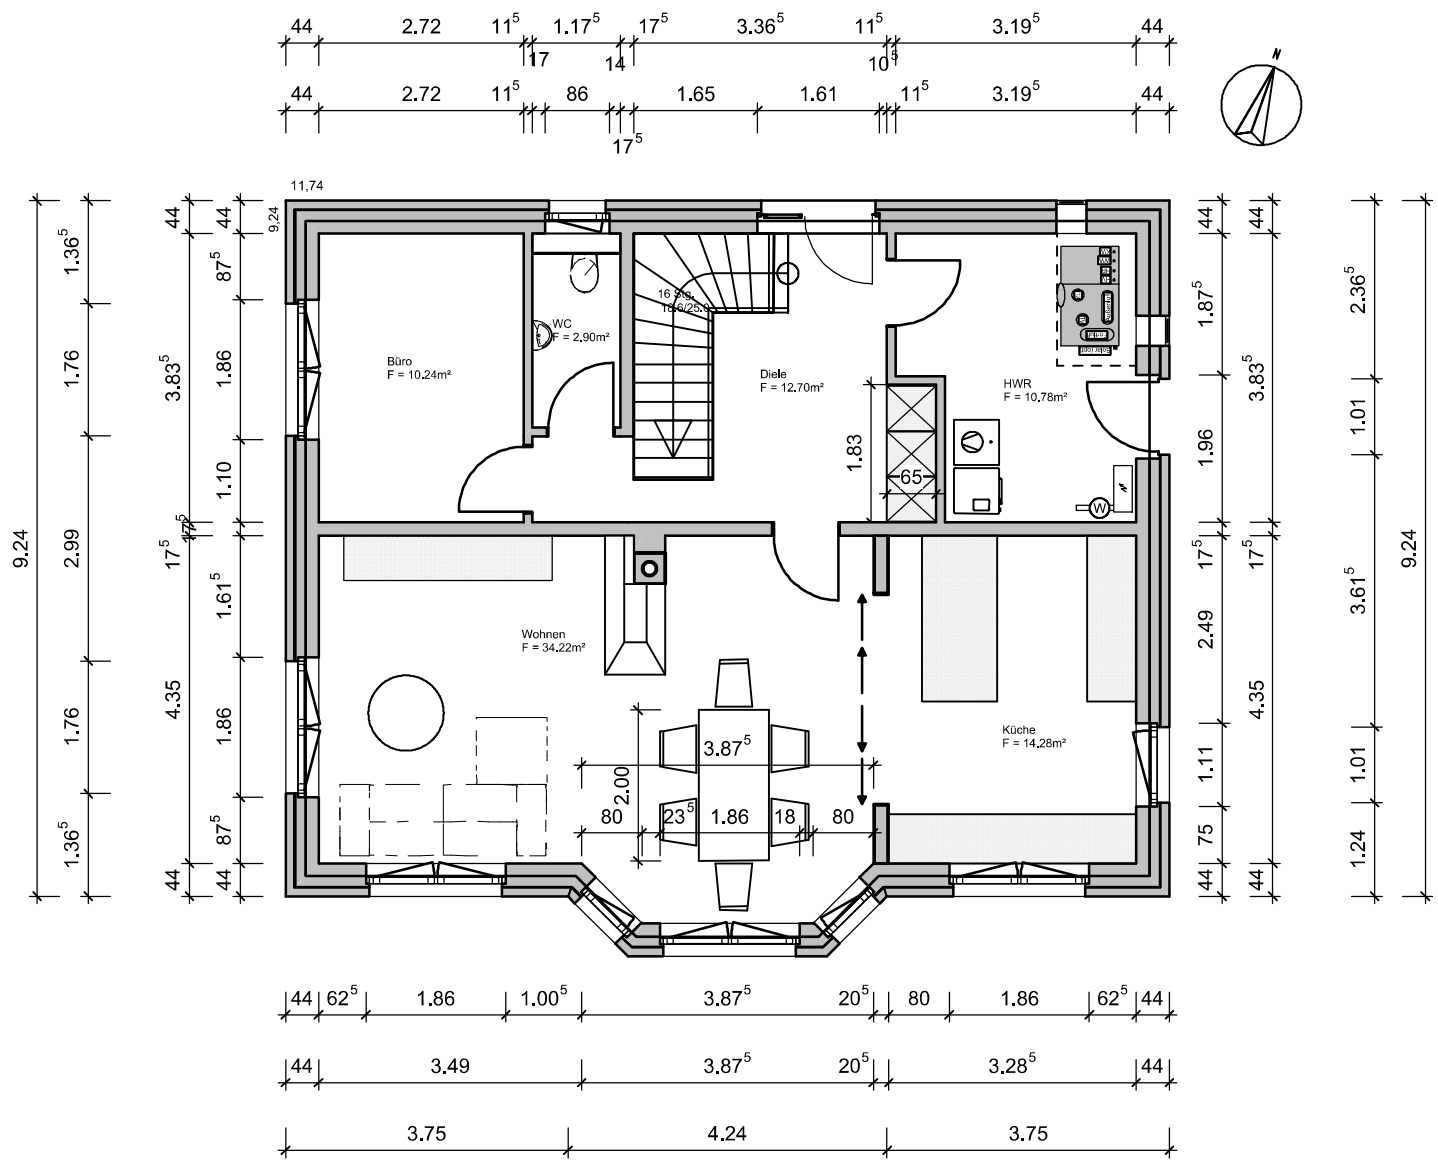 44 2.72 11⁵ 1.17⁵ 17⁵ 3.36⁵ 11⁵ 3.19⁵ 44
17 14 10⁵
44 2.72 11⁵ 86 1.65 1.61 11⁵ 3.19⁵ 44
17⁵
N
11,74
9,24
9.24
1.36⁵ 1.76 2.99 1.76 1.36⁵
44 3.83⁵ 17⁵ 4.35 44
44 87⁵ 1.86 1.10 17⁵ 1.61⁵ 1.86 87⁵ 44
16 Stg.
18.6/25.0
WC
F = 2.90m²
Büro
F = 10.24m²
Diele
F = 12.70m²
HWR
F = 10.78m²
1.83
65
W
Wohnen
F = 34.22m²
Küche
F = 14.28m²
3.87⁵
2.00
80 23⁵ 1.86 18 80
44 1.87⁵ 1.96 17⁵ 2.49 1.11 75 44
44 3.83⁵ 17⁵ 4.35 44
2.36⁵ 1.01 3.61⁵ 1.01 1.24
9.24
44 62⁵ 1.86 1.00⁵ 3.87⁵ 20⁵ 80 1.86 62⁵ 44
44 3.49 3.87⁵ 20⁵ 3.28⁵ 44
3.75 4.24 3.75